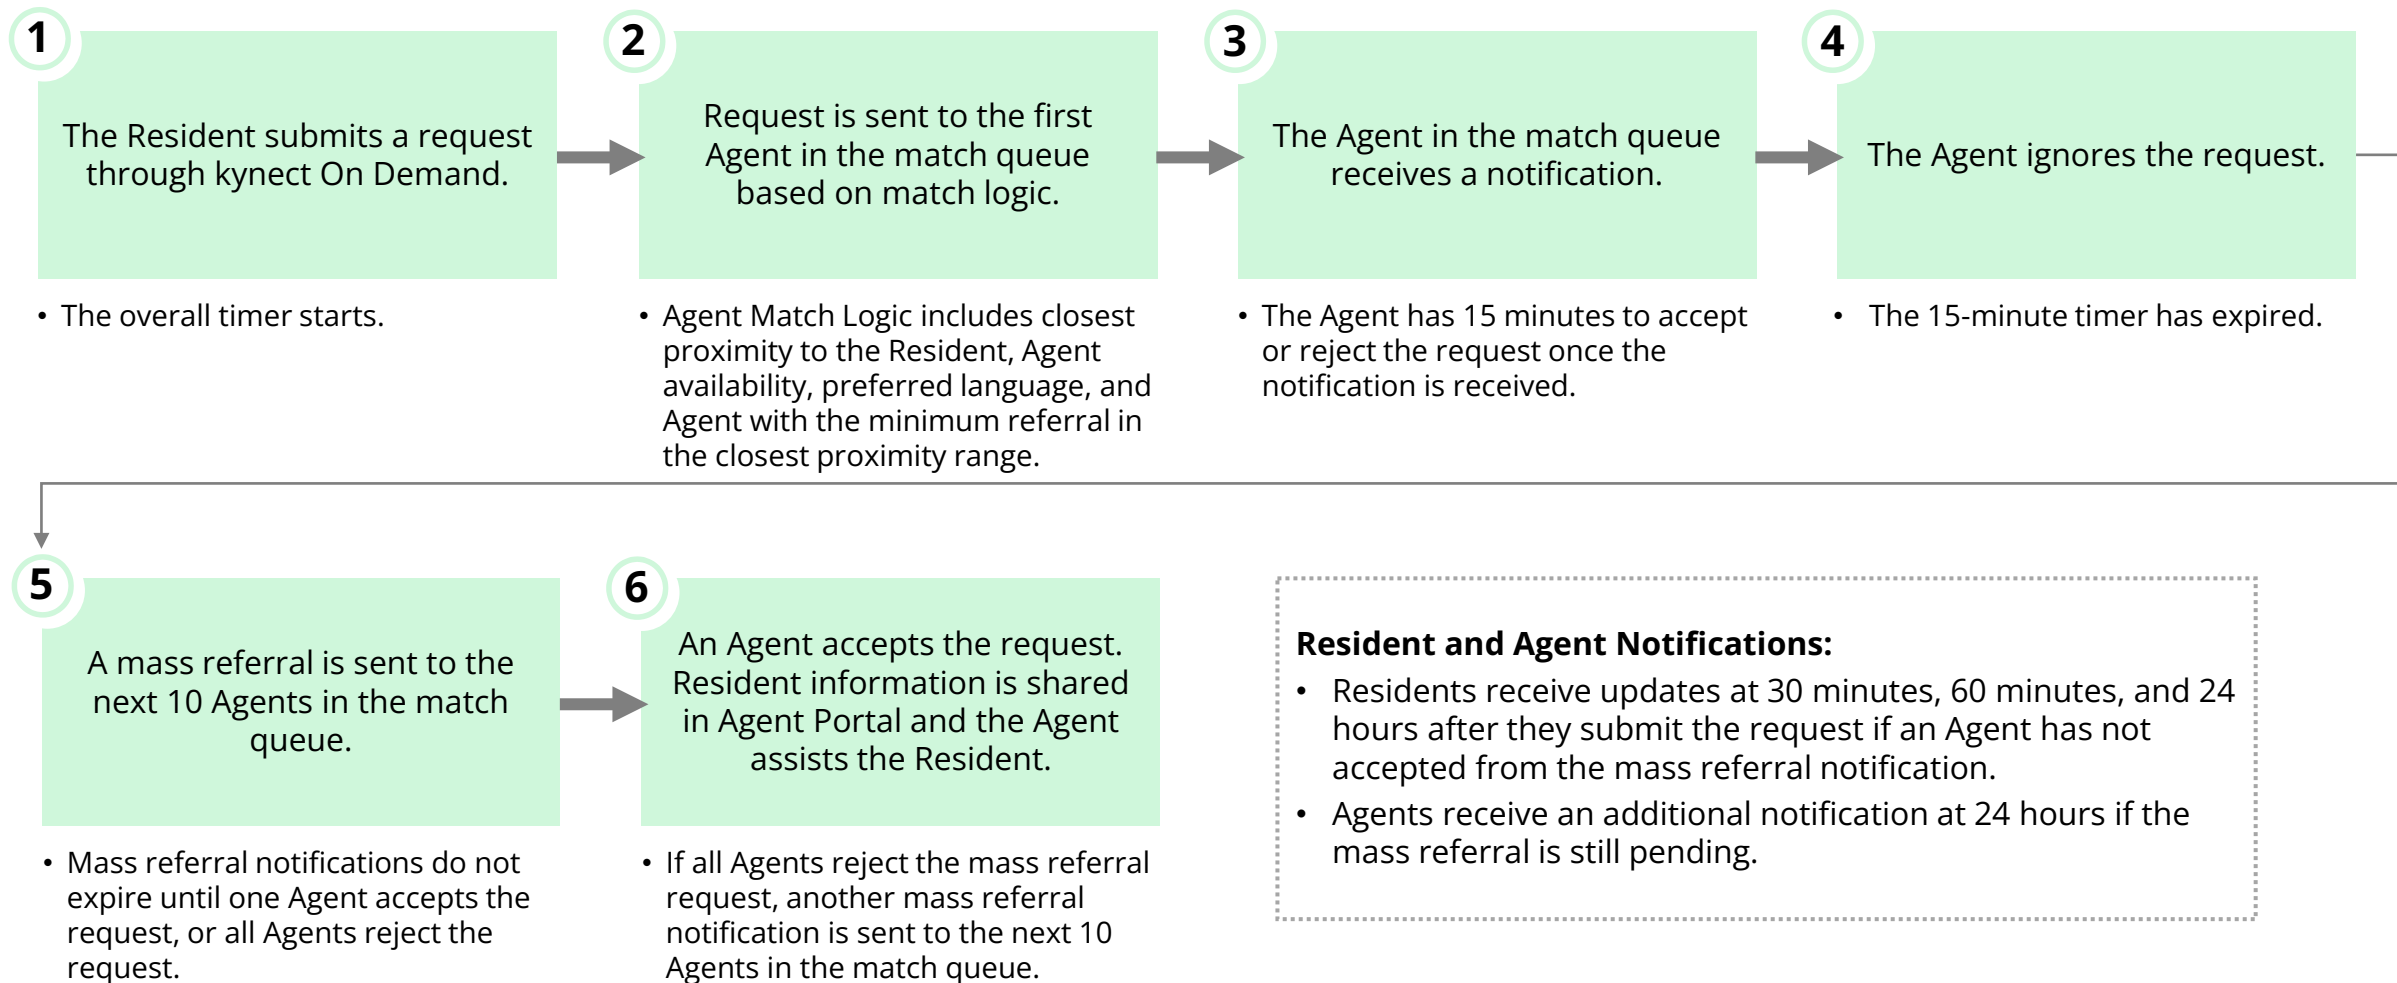 1
The Resident submits a request
through kynect On Demand.
• The overall timer starts.
2
Request is sent to the first
Agent in the match queue
based on match logic.
• Agent Match Logic includes closest
proximity to the Resident, Agent
availability, preferred language, and
Agent with the minimum referral in
the closest proximity range.
3
The Agent in the match queue
receives a notification.
• The Agent has 15 minutes to accept
or reject the request once the
notification is received.
4
The Agent ignores the request.
• The 15-minute timer has expired.
5
A mass referral is sent to the
next 10 Agents in the match
queue.
• Mass referral notifications do not
expire until one Agent accepts the
request, or all Agents reject the
request.
6
An Agent accepts the request.
Resident information is shared
in Agent Portal and the Agent
assists the Resident.
• If all Agents reject the mass referral
request, another mass referral
notification is sent to the next 10
Agents in the match queue.
Resident and Agent Notifications:
• Residents receive updates at 30 minutes, 60 minutes, and 24
hours after they submit the request if an Agent has not
accepted from the mass referral notification.
• Agents receive an additional notification at 24 hours if the
mass referral is still pending.